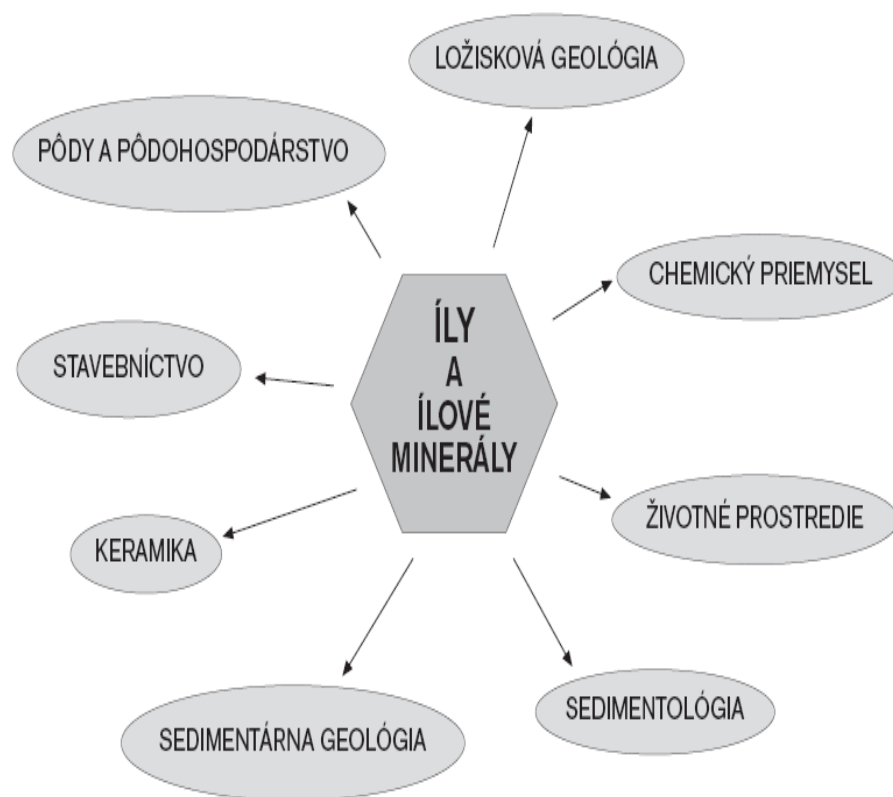 LOŽISKOVÁ GEOLÓGIA
PÔDY A PÔDOHOSPODÁRSTVO
CHEMICKÝ PRIEMYSEL
ÍLY
A
ÍLOVÉ
MINERÁLY
STAVEBNÍCTVO
ŽIVOTNÉ PROSTREDIE
KERAMIKA
SEDIMENTOLÓGIA
SEDIMENTÁRNA GEOLÓGIA